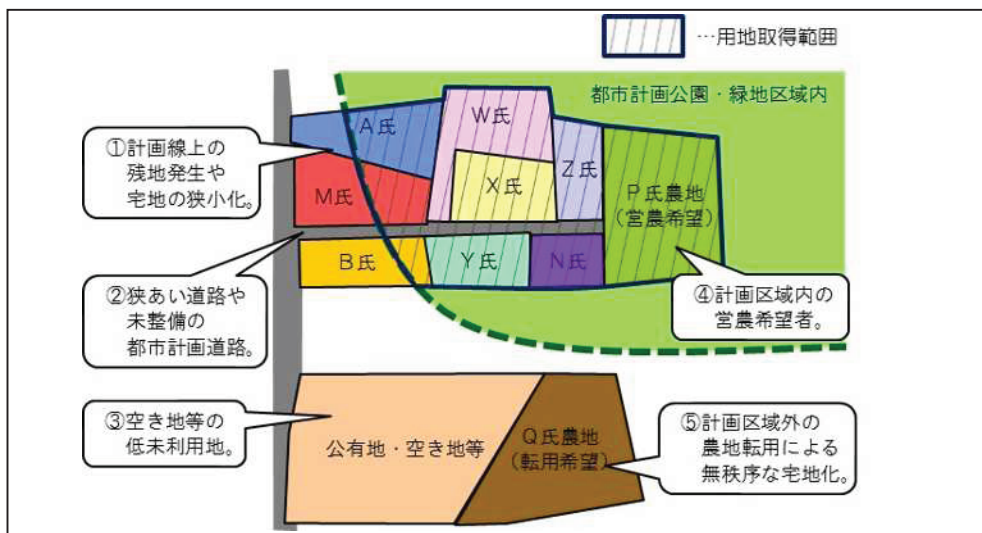 …用地取得範囲
都市計画公園・緑地区域内
①計画線上の
残地発生や
宅地の狭小化。
A氏
W氏
M氏
X氏
Z氏
P氏農地
(営農希望)
B氏
Y氏
N氏
②狭あい道路や
未整備の
都市計画道路。
④計画区域内の
営農希望者。
③空き地等の
低未利用地。
公有地・空き地等
Q氏農地
(転用希望)
⑤計画区域外の
農地転用による
無秩序な宅地化。